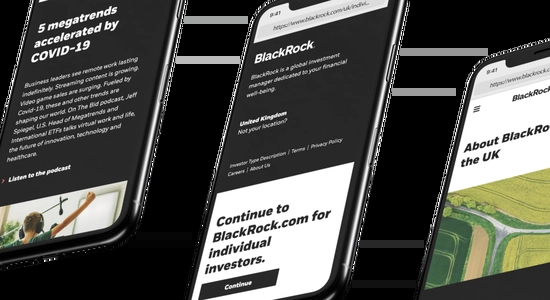 5 megatrends
accelerated by
COVID-19
Business leaders see remote work lasting
indefinitely. Streaming content is growing.
Video game sales are surging. Fueled by
Covid-19, these and other trends are
shaping our world. On The Bid podcast, Jeff
Spiegel, U.S. Head of Megatrends and
International ETFs talks virtual work and life,
the future of innovation, technology and
healthcare.
Listen to the podcast
9:41
https://www.blackrock.com/uk/indivi...
BlackRock.
BlackRock is a global investment
manager dedicated to your financial
well-being.
United Kingdom
Not your location?
Investor Type Description | Terms | Privacy Policy
Careers | About Us
Continue to
BlackRock.com for
individual
investors.
Continue
9:41
https://www.blackrock.c
BlackRo
About BlackRo
the UK